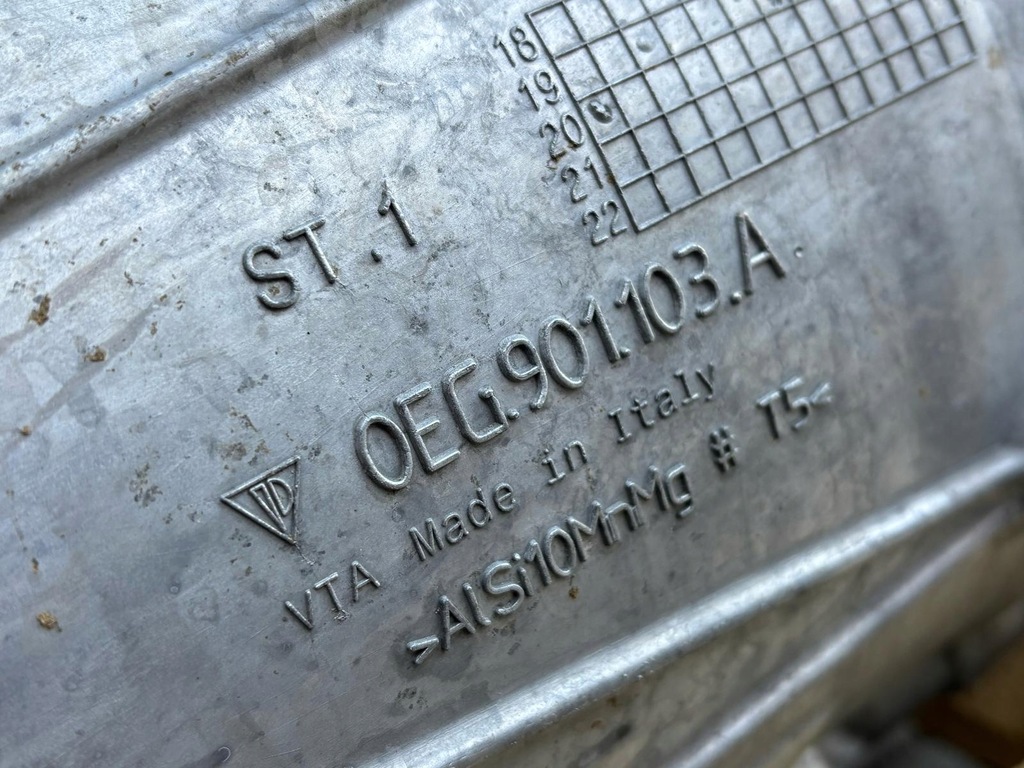 18
19
20
21
22
ST.1
0EG.901.103.A.
VTA Made in Italy
>AlSi10MnMg # T5<